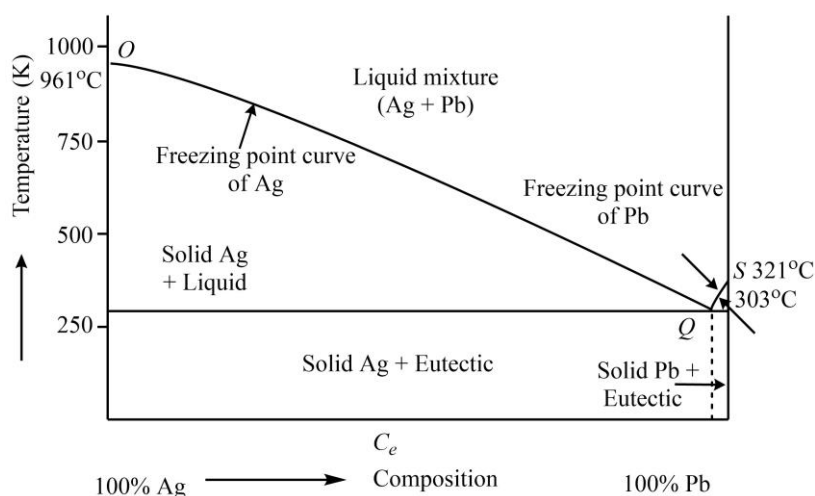 1000
O
961°C
Temperature (K)
Liquid mixture
(Ag + Pb)
750
Freezing point curve
of Ag
Freezing point curve
of Pb
500
Solid Ag
+ Liquid
S 321°C
303°C
250
Q
Solid Ag + Eutectic
Solid Pb +
Eutectic
C_e
100% Ag
Composition
100% Pb